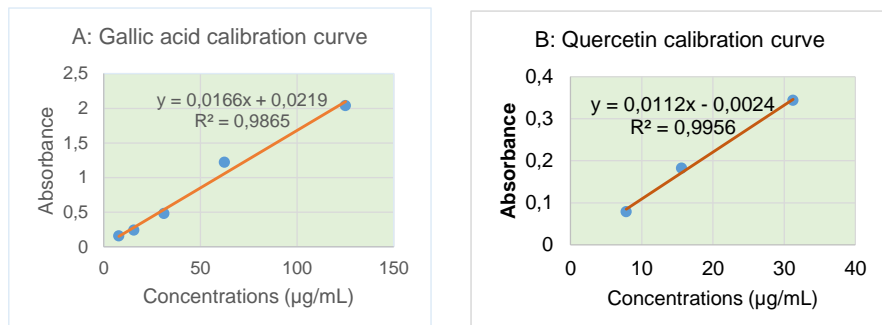 A: Gallic acid calibration curve
2,5
2
1,5
1
0,5
0
y = 0,0166x + 0,0219
R² = 0,9865
Absorbance
0 50 100 150
Concentrations (µg/mL)
B: Quercetin calibration curve
0,4
0,3
0,2
0,1
0
y = 0,0112x - 0,0024
R² = 0,9956
Absorbance
0 10 20 30 40
Concentrations (µg/mL)